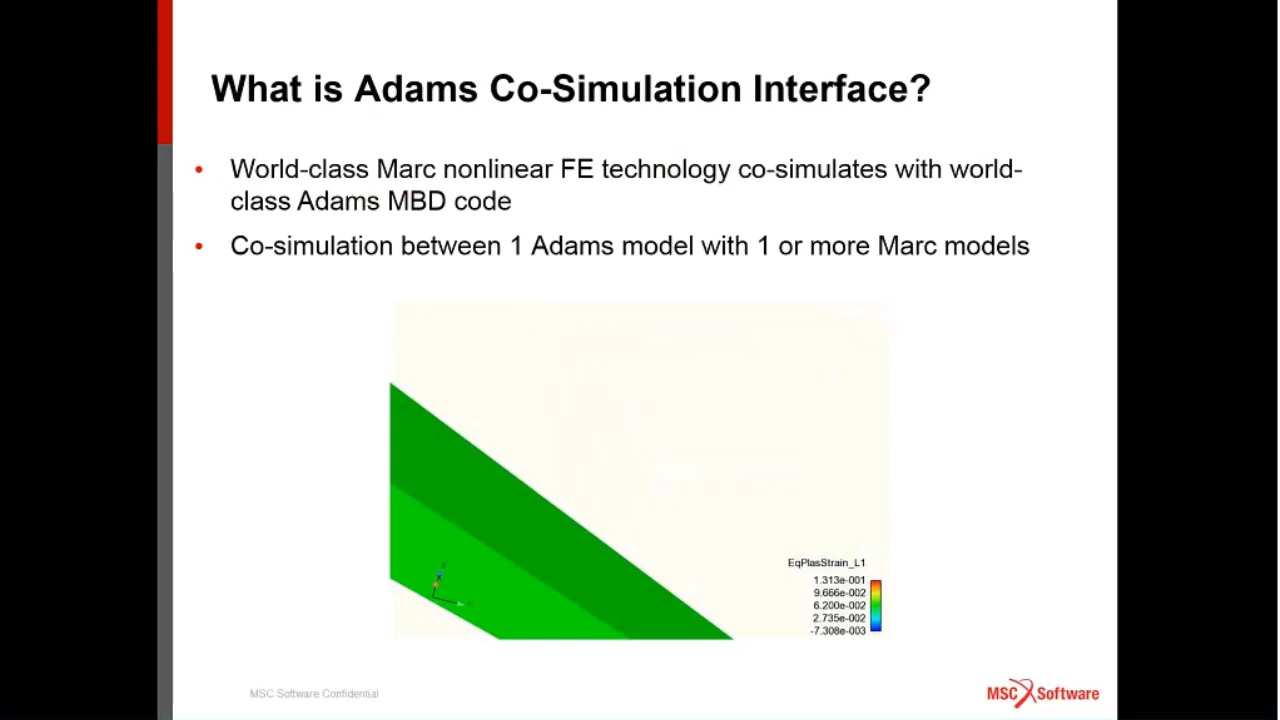 What is Adams Co-Simulation Interface?
• World-class Marc nonlinear FE technology co-simulates with world-
class Adams MBD code
• Co-simulation between 1 Adams model with 1 or more Marc models
EqPlasStrain_L1
1.313e-001
9.666e-002
6.200e-002
2.735e-002
-7.308e-003
MSC Software Confidential
MSC Software